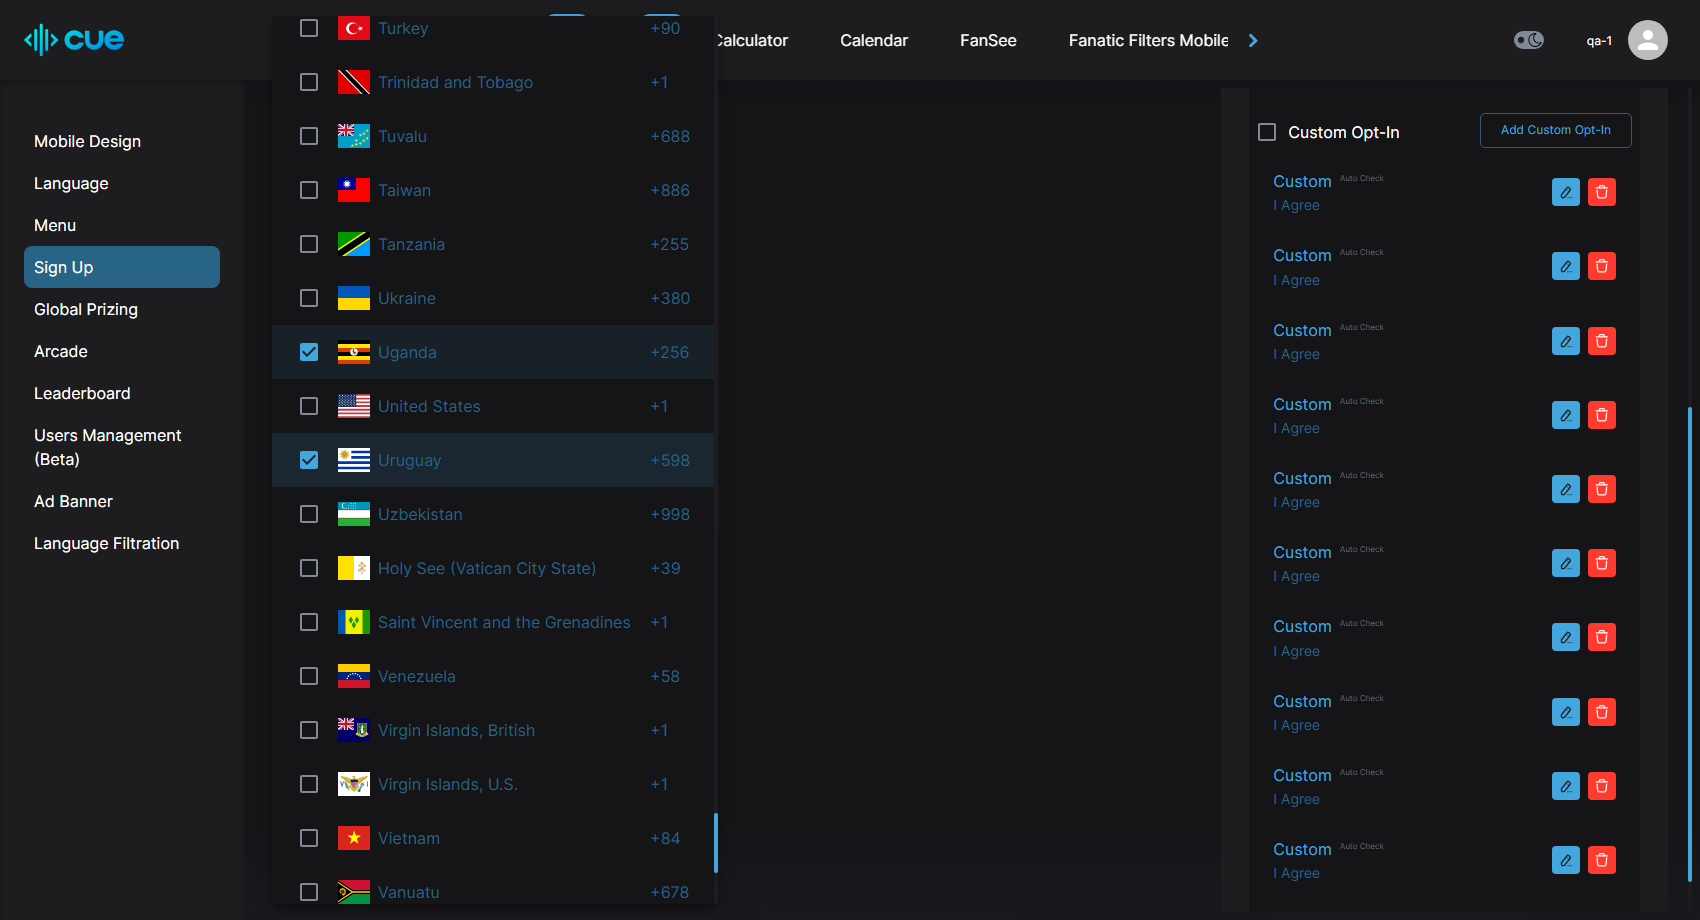 cue
Calculator
Calendar
FanSee
Fanatic Filters Mobile
qa-1
Mobile Design
Language
Menu
Sign Up
Global Prizing
Arcade
Leaderboard
Users Management
(Beta)
Ad Banner
Language Filtration
Turkey +90
Trinidad and Tobago +1
Tuvalu +688
Taiwan +886
Tanzania +255
Ukraine +380
Uganda +256
United States +1
Uruguay +598
Uzbekistan +998
Holy See (Vatican City State) +39
Saint Vincent and the Grenadines +1
Venezuela +58
Virgin Islands, British +1
Virgin Islands, U.S. +1
Vietnam +84
Vanuatu +678
Custom Opt-In
Add Custom Opt-In
Custom Auto Check
I Agree
Custom Auto Check
I Agree
Custom Auto Check
I Agree
Custom Auto Check
I Agree
Custom Auto Check
I Agree
Custom Auto Check
I Agree
Custom Auto Check
I Agree
Custom Auto Check
I Agree
Custom Auto Check
I Agree
Custom Auto Check
I Agree